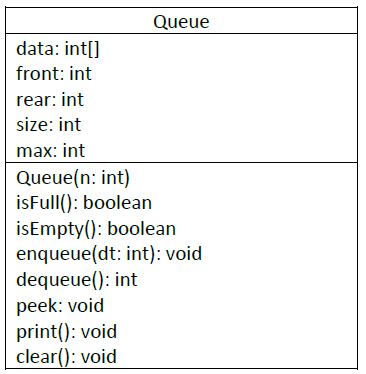 Queue
data: int[]
front: int
rear: int
size: int
max: int
Queue(n: int)
isFull(): boolean
isEmpty(): boolean
enqueue(dt: int): void
dequeue(): int
peek: void
print(): void
clear(): void